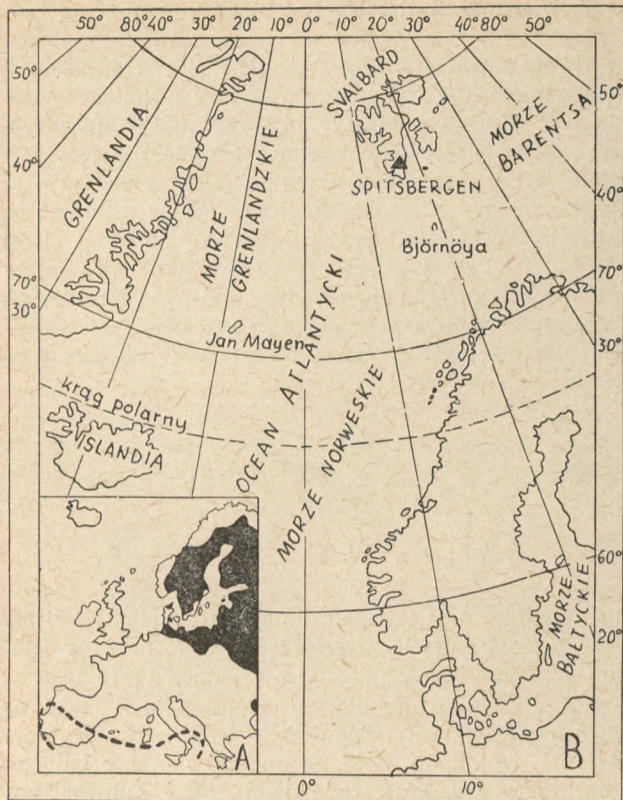 50° 80°40° 30° 20° 10° 0° 10° 20° 30° 40°80° 50°
50°
50°
SVALBARD
MORZE
BARENTSA
GRENLANDIA
40°
40°
MORZE
GRENLANDZKIE
SPITSBERGEN
Björnöya
70°
70°
30°
30°
Jan Mayen
OCEAN ATLANTYCKI
MORZE NORWESKIE
krąg polarny
ISLANDIA
60°
20°
MORZE
BAŁTYCKIE
A
B
0°
10°